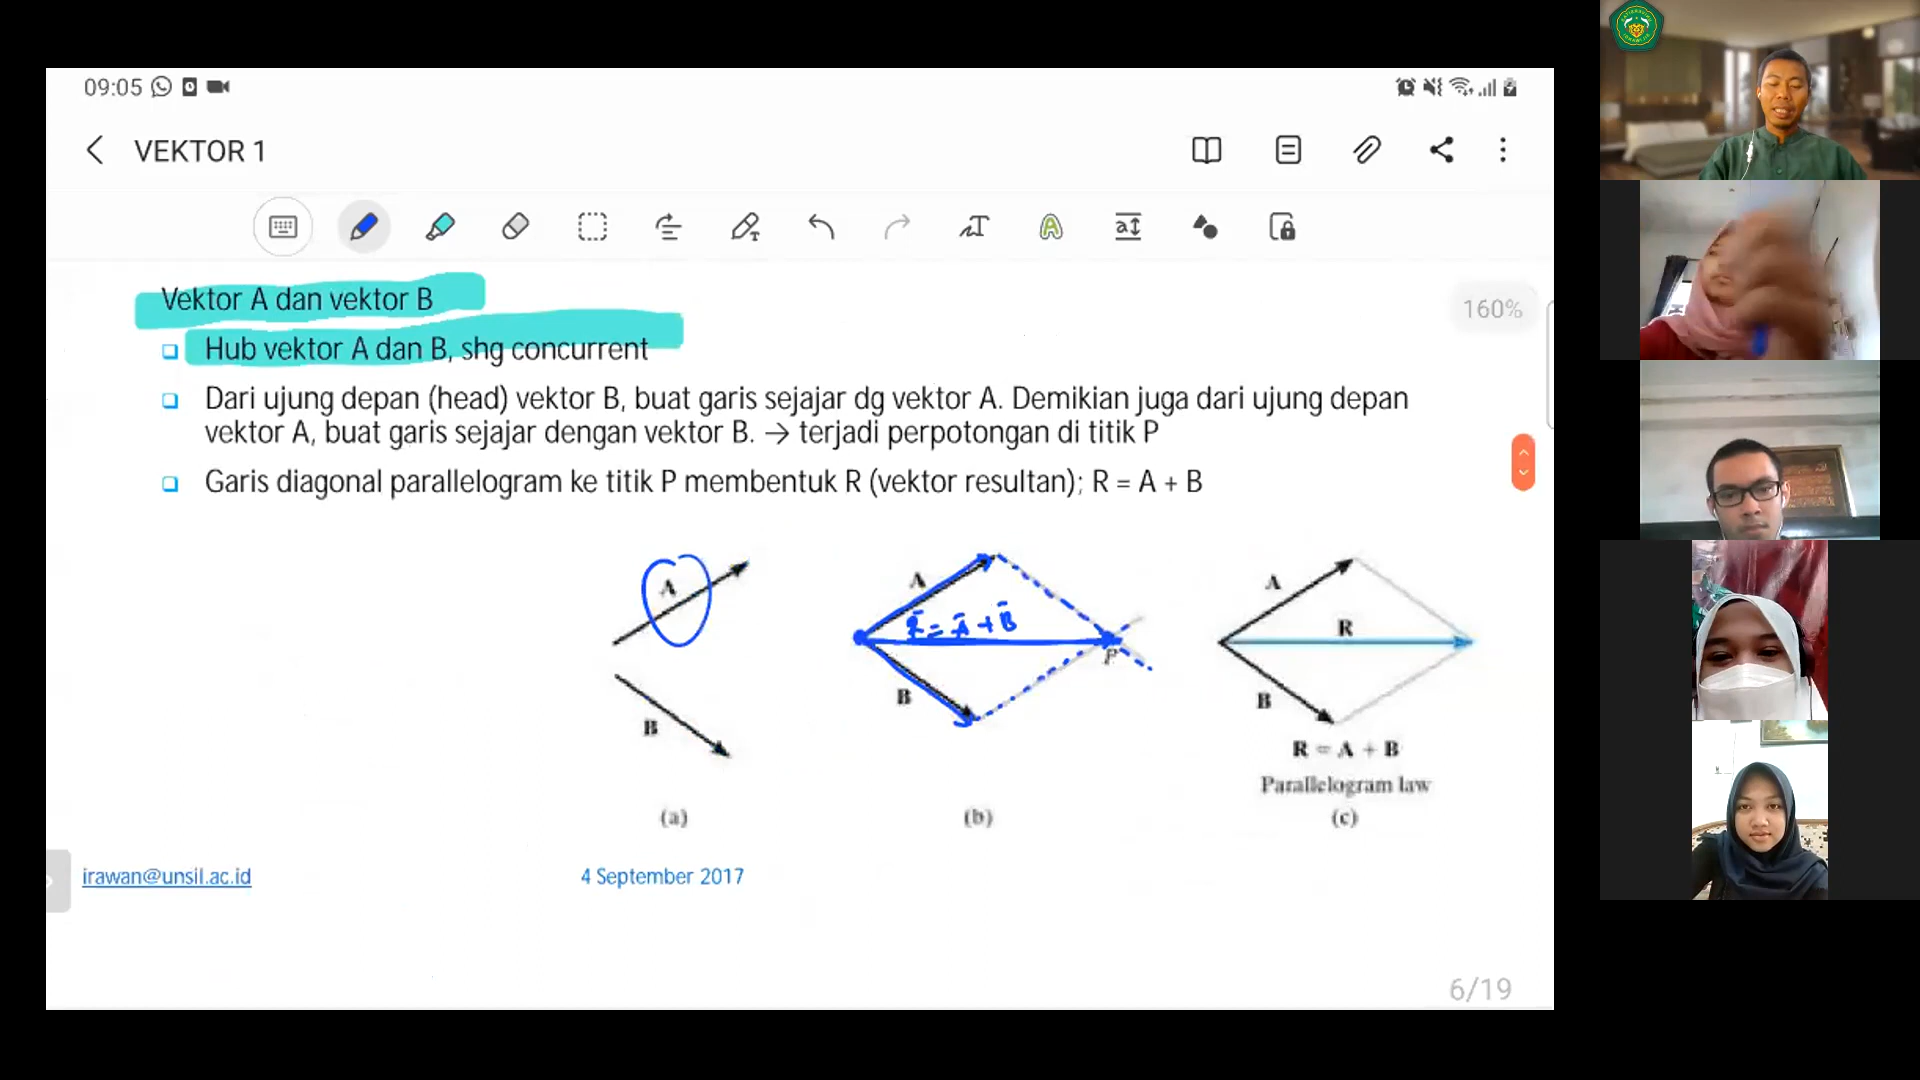 09:05
VEKTOR 1
160%
Vektor A dan vektor B
Hub vektor A dan B, shg concurrent
Dari ujung depan (head) vektor B, buat garis sejajar dg vektor A. Demikian juga dari ujung depan
vektor A, buat garis sejajar dengan vektor B. → terjadi perpotongan di titik P
Garis diagonal parallelogram ke titik P membentuk R (vektor resultan); R = A + B
A
B
(a)
A
R̄ = Ā + B̄
P
B
(b)
A
R
B
R = A + B
Parallelogram law
(c)
irawan@unsil.ac.id
4 September 2017
6/19